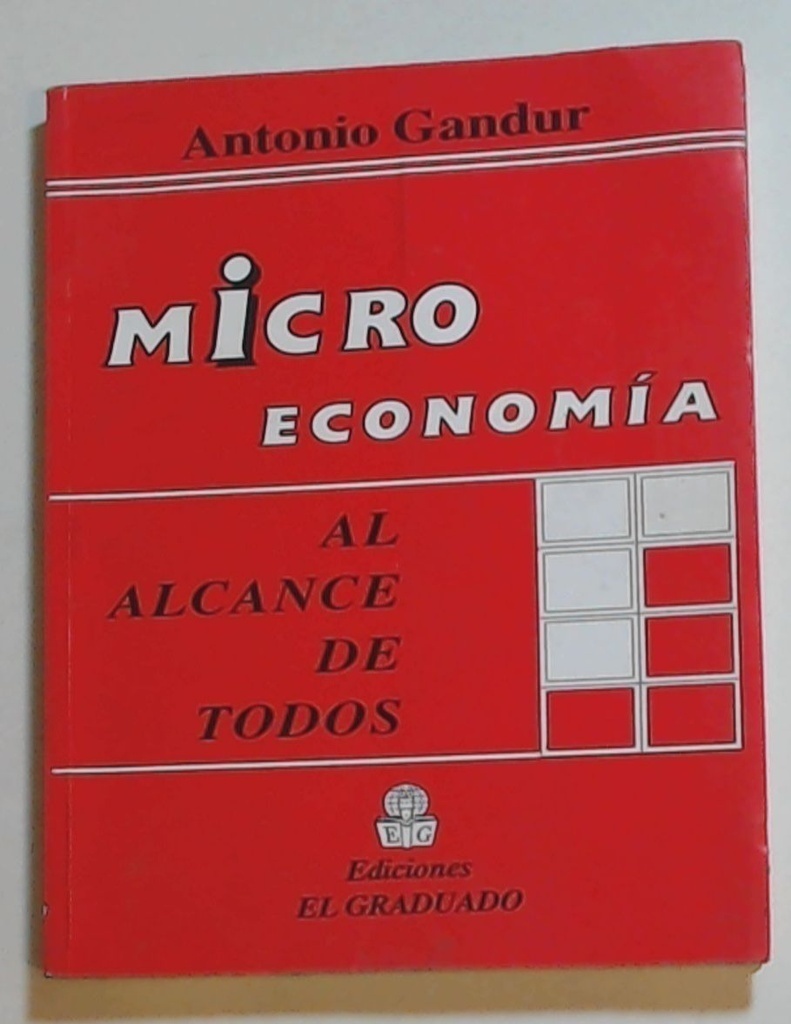 Antonio Gandur
MiCRO
ECONOMÍA
AL
ALCANCE
DE
TODOS
E G
Ediciones
EL GRADUADO